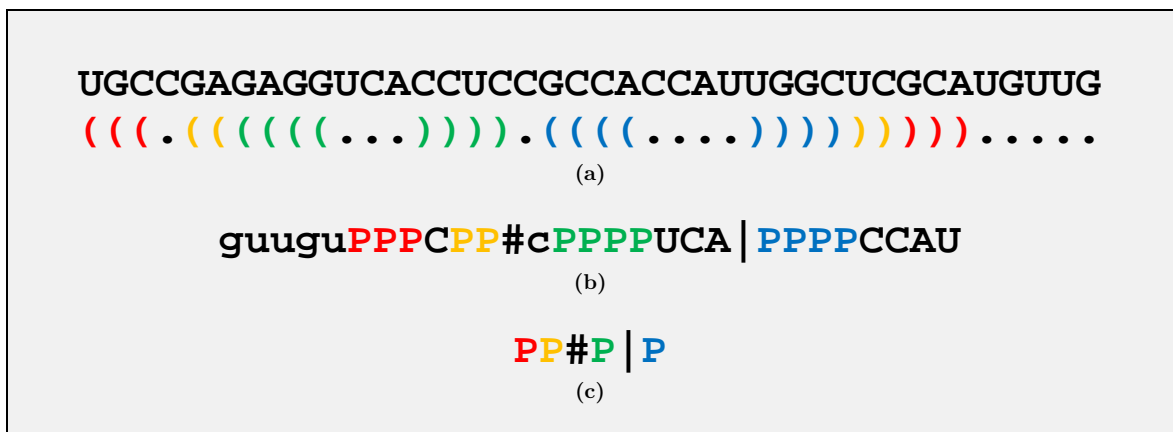 UGCCGAGAGGUCACCUCCGCCACCAUUGGCUCGCAUGUUG
(((.((((((...)))).((((....))))))))).....
(a)
guuguPPPCPP#cPPPPUCA|PPPPCCAU
(b)
PP#P|P
(c)